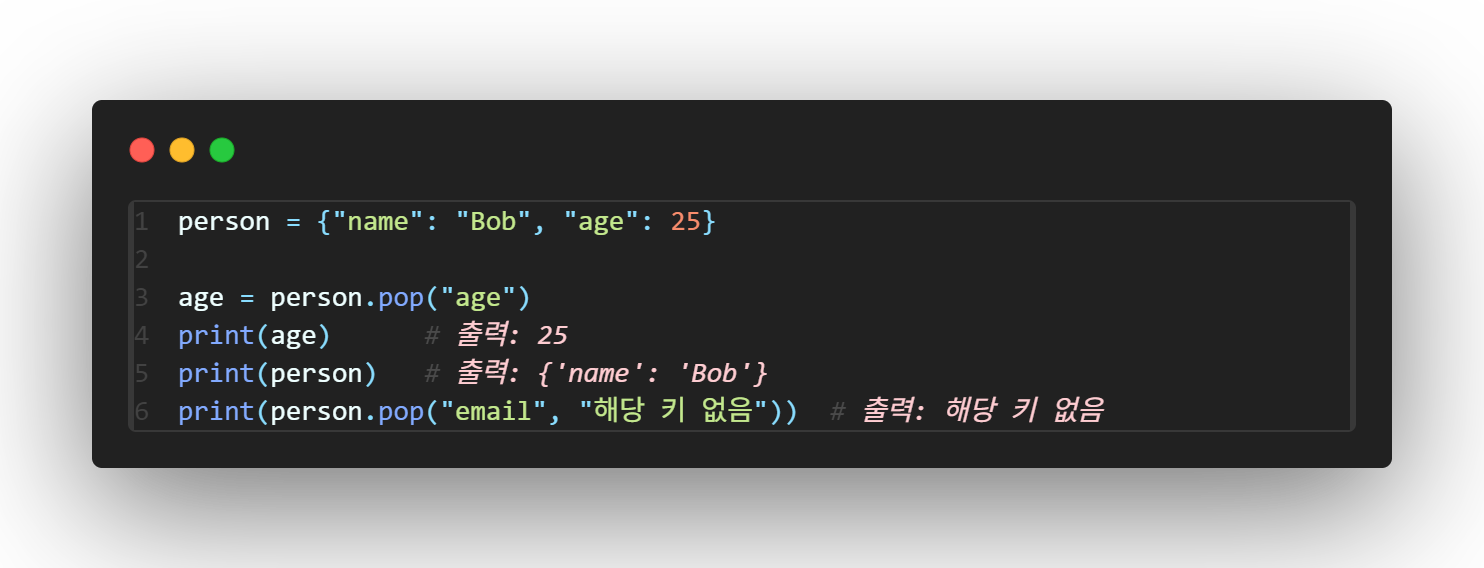 1 person = {"name": "Bob", "age": 25}
2
3 age = person.pop("age")
4 print(age)      # 출력: 25
5 print(person)   # 출력: {'name': 'Bob'}
6 print(person.pop("email", "해당 키 없음"))  # 출력: 해당 키 없음